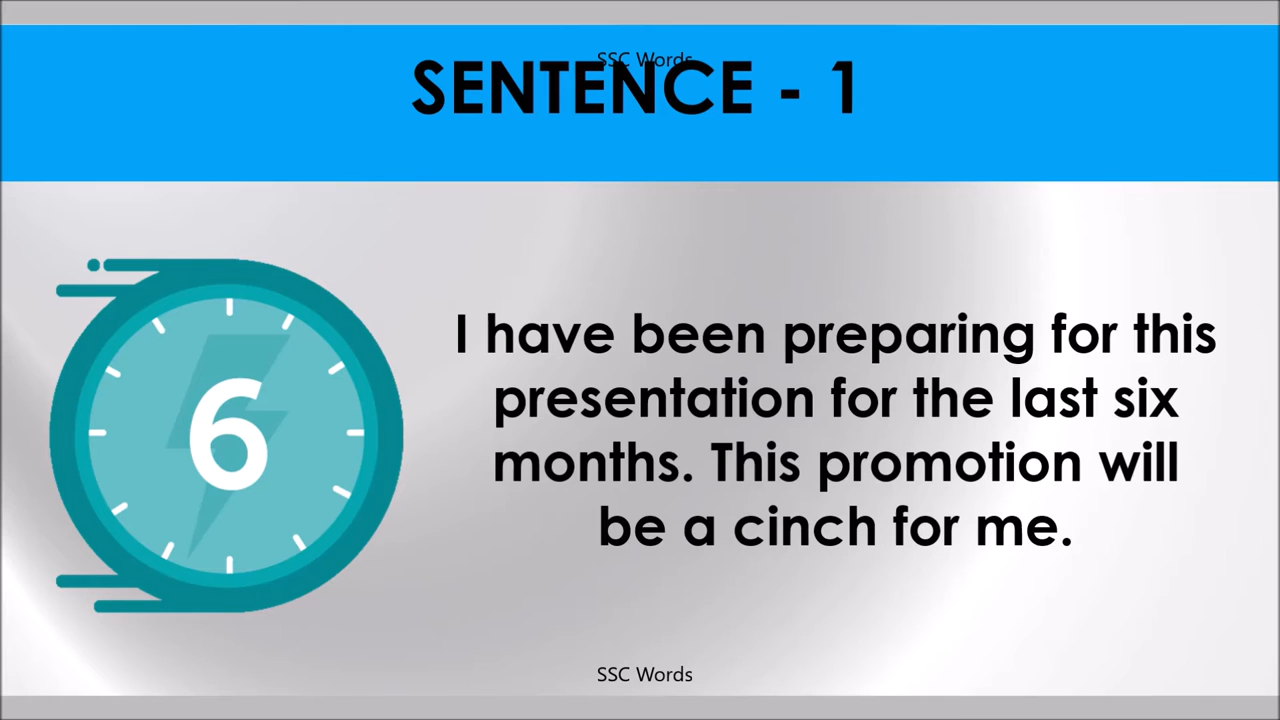 SSC Words
SENTENCE - 1
6
I have been preparing for this
presentation for the last six
months. This promotion will
be a cinch for me.
SSC Words